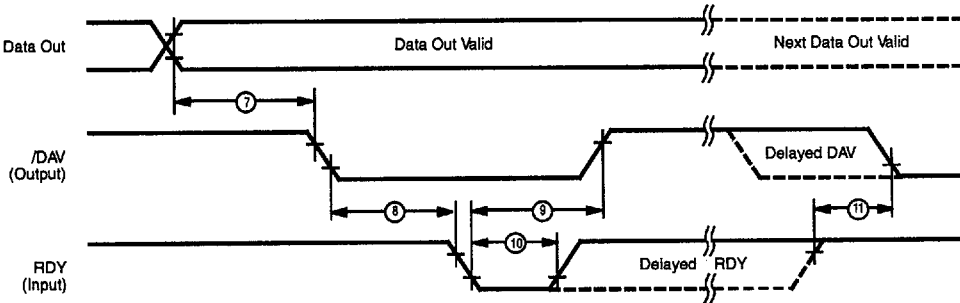 Data Out
Data Out Valid
Next Data Out Valid
7
/DAV
(Output)
Delayed DAV
8
9
11
10
RDY
(Input)
Delayed RDY